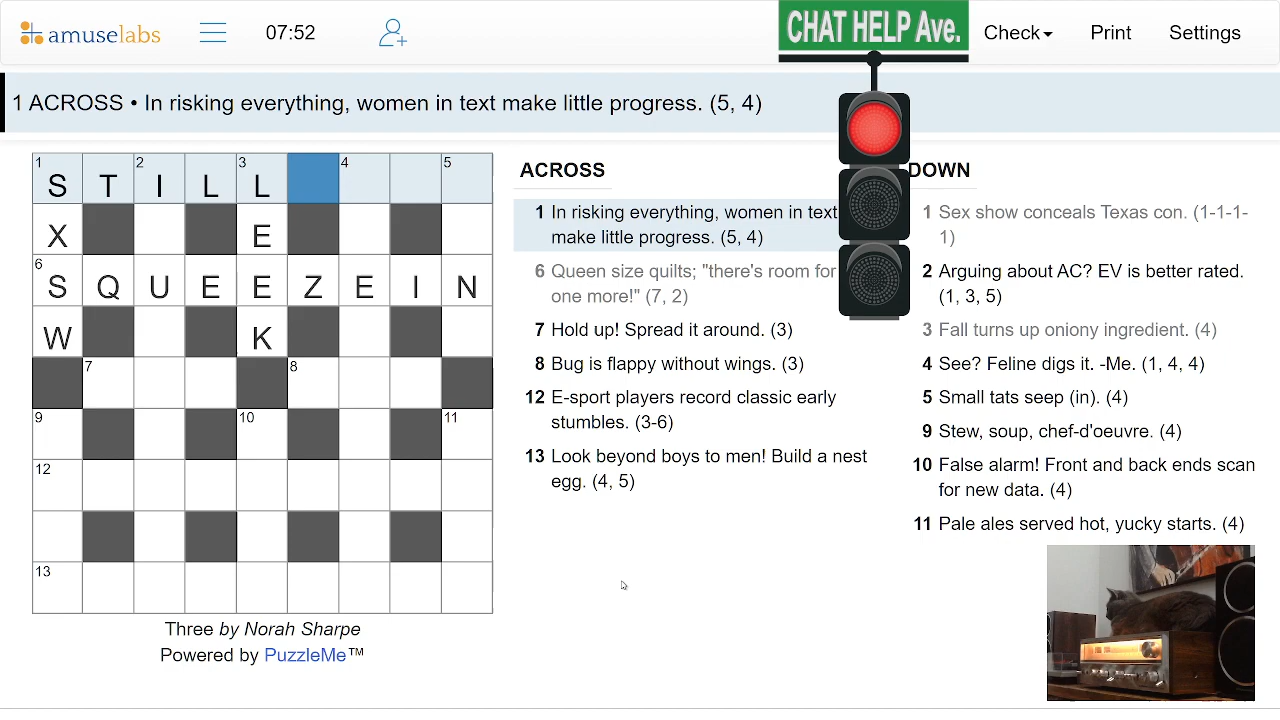 amuselabs
07:52
CHAT HELP Ave.
Check
Print
Settings
1 ACROSS • In risking everything, women in text make little progress. (5, 4)
1 2 3 4 5
S T I L L
X E
6
S Q U E E Z E I N
W K
7 8
9 10 11
12
13
Three by Norah Sharpe
Powered by PuzzleMe™
ACROSS
1 In risking everything, women in text
make little progress. (5, 4)
6 Queen size quilts; "there's room for
one more!" (7, 2)
7 Hold up! Spread it around. (3)
8 Bug is flappy without wings. (3)
12 E-sport players record classic early
stumbles. (3-6)
13 Look beyond boys to men! Build a nest
egg. (4, 5)
DOWN
1 Sex show conceals Texas con. (1-1-1-
1)
2 Arguing about AC? EV is better rated.
(1, 3, 5)
3 Fall turns up oniony ingredient. (4)
4 See? Feline digs it. -Me. (1, 4, 4)
5 Small tats seep (in). (4)
9 Stew, soup, chef-d'oeuvre. (4)
10 False alarm! Front and back ends scan
for new data. (4)
11 Pale ales served hot, yucky starts. (4)